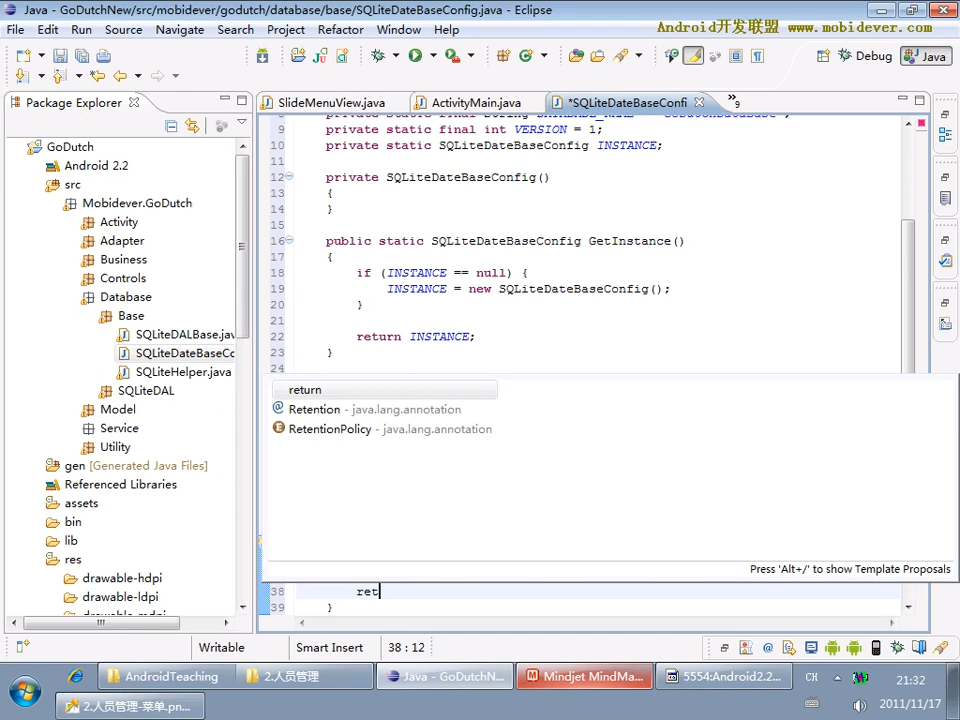 Java - GoDutchNew/src/mobidever/godutch/database/base/SQLiteDateBaseConfig.java - Eclipse
File Edit Run Source Navigate Search Project Refactor Window Help
Android开发联盟 www.mobidever.com
Debug Java
Package Explorer
SlideMenuView.java ActivityMain.java *SQLiteDateBaseConfi »9
GoDutch
Android 2.2
src
Mobidever.GoDutch
Activity
Adapter
Business
Controls
Database
Base
SQLiteDALBase.jav
SQLiteDateBaseCo
SQLiteHelper.java
SQLiteDAL
Model
Service
Utility
gen [Generated Java Files]
Referenced Libraries
assets
bin
lib
res
drawable-hdpi
drawable-ldpi
9 private static final int VERSION = 1;
10 private static SQLiteDateBaseConfig INSTANCE;
11
12 private SQLiteDateBaseConfig()
13 {
14 }
15
16 public static SQLiteDateBaseConfig GetInstance()
17 {
18 if (INSTANCE == null) {
19 INSTANCE = new SQLiteDateBaseConfig();
20 }
21
22 return INSTANCE;
23 }
24
return
Retention - java.lang.annotation
RetentionPolicy - java.lang.annotation
Press 'Alt+/' to show Template Proposals
38 ret
39 }
Writable Smart Insert 38 : 12
AndroidTeaching 2.人员管理 Java - GoDutchN... Mindjet MindMa... 5554:Android2.2... CH 21:32
2.人员管理-菜单.pn... 2011/11/17